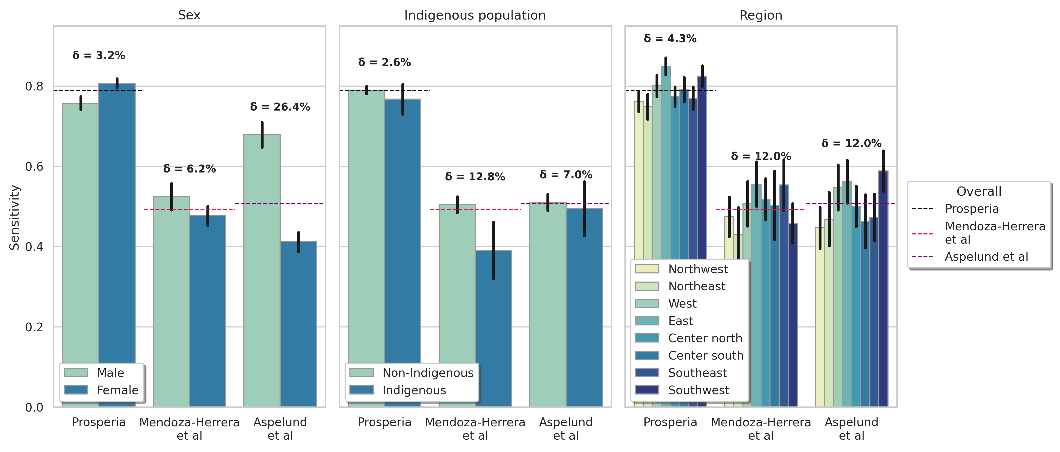 Sex
Indigenous population
Region
δ = 3.2%
δ = 6.2%
δ = 26.4%
δ = 2.6%
δ = 12.8%
δ = 7.0%
δ = 4.3%
δ = 12.0%
δ = 12.0%
Sensitivity
0.8
0.6
0.4
0.2
0.0
Male
Female
Non-Indigenous
Indigenous
Northwest
Northeast
West
East
Center north
Center south
Southeast
Southwest
Overall
Prosperia
Mendoza-Herrera
et al
Aspelund et al
Prosperia
Mendoza-Herrera
et al
Aspelund
et al
Prosperia
Mendoza-Herrera
et al
Aspelund
et al
Prosperia
Mendoza-Herrera
et al
Aspelund
et al